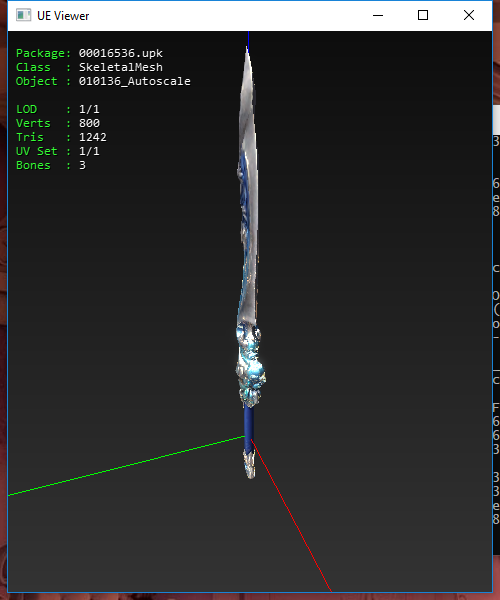 UE Viewer
Package: 00016536.upk
Class : SkeletalMesh
Object : 010136_Autoscale
LOD : 1/1
Verts : 800
Tris : 1242
UV Set : 1/1
Bones : 3